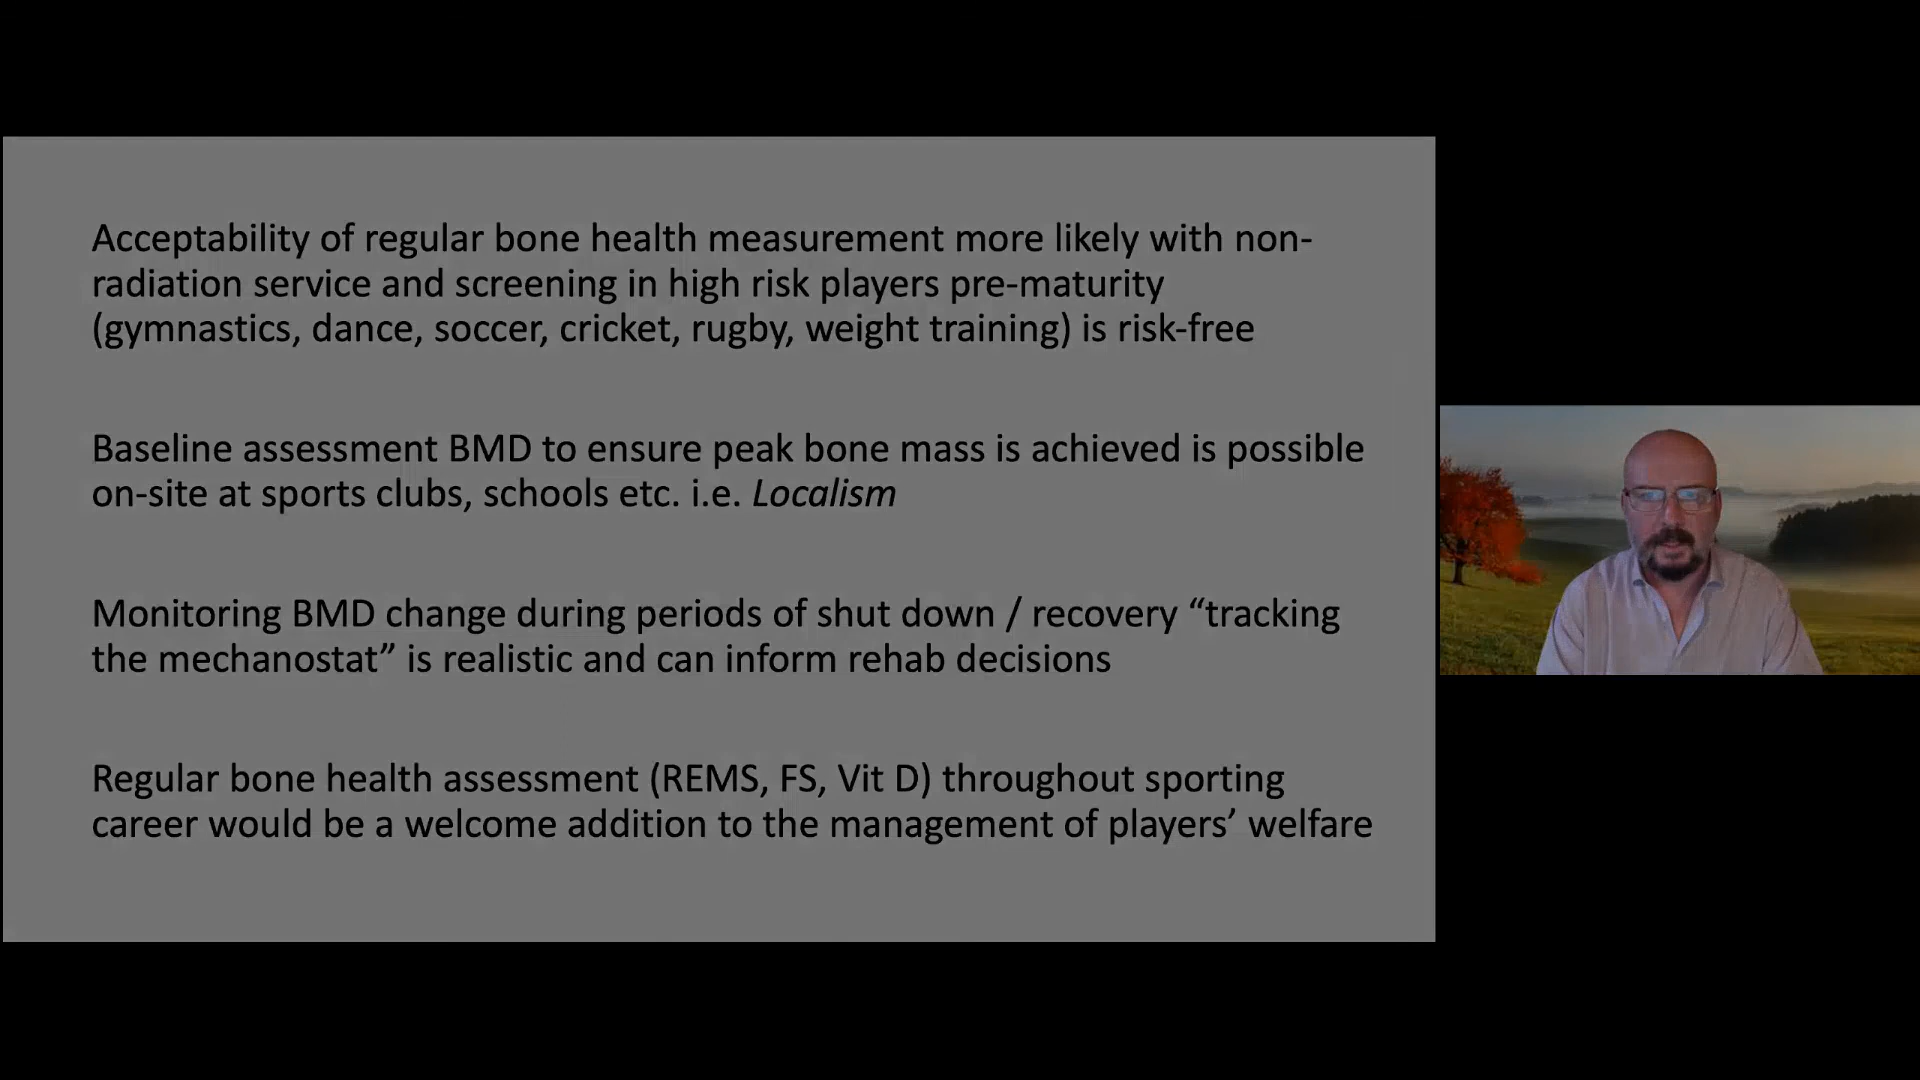 Acceptability of regular bone health measurement more likely with non-
radiation service and screening in high risk players pre-maturity
(gymnastics, dance, soccer, cricket, rugby, weight training) is risk-free
Baseline assessment BMD to ensure peak bone mass is achieved is possible
on-site at sports clubs, schools etc. i.e. Localism
Monitoring BMD change during periods of shut down / recovery “tracking
the mechanostat” is realistic and can inform rehab decisions
Regular bone health assessment (REMS, FS, Vit D) throughout sporting
career would be a welcome addition to the management of players’ welfare